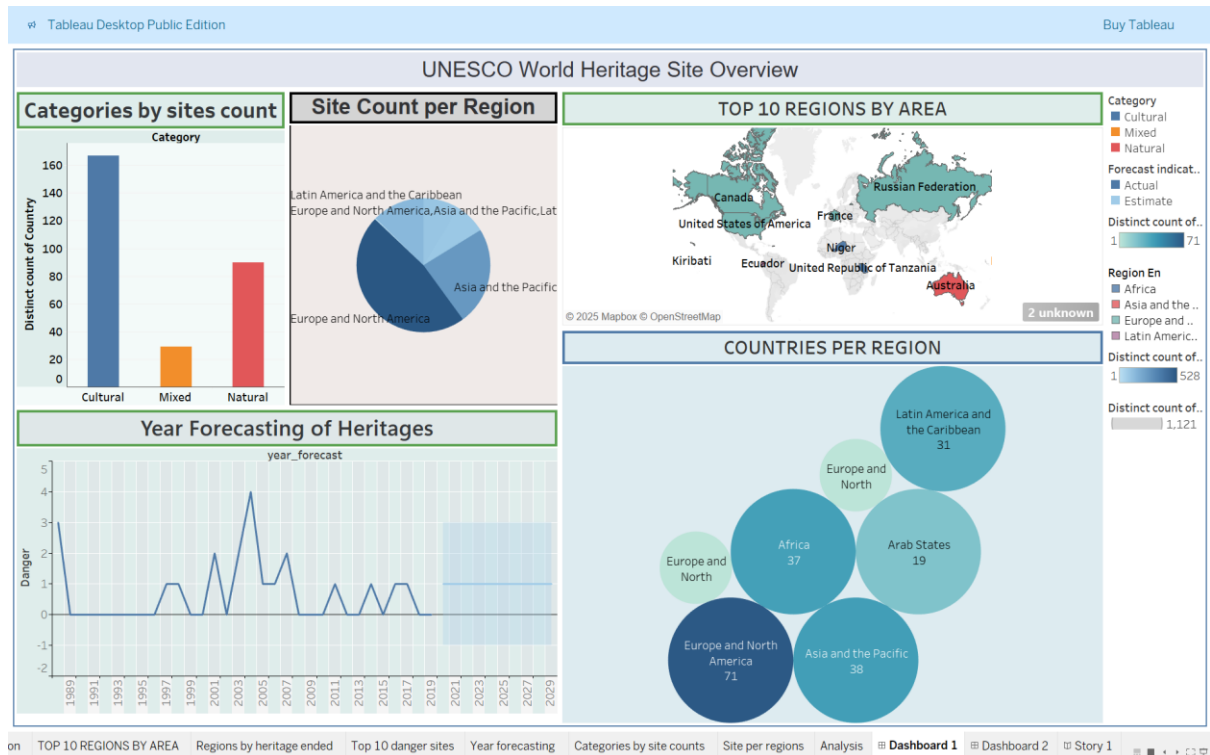 Tableau Desktop Public Edition
Buy Tableau
UNESCO World Heritage Site Overview
Categories by sites count
Category
Distinct count of Country
160
140
120
100
80
60
40
20
0
Cultural
Mixed
Natural
Site Count per Region
Latin America and the Caribbean
Europe and North America,Asia and the Pacific,Lat
Asia and the Pacific
Europe and North America
TOP 10 REGIONS BY AREA
Canada
Russian Federation
United States of America
France
Niger
Kiribati
Ecuador
United Republic of Tanzania
Australia
© 2025 Mapbox © OpenStreetMap
2 unknown
Category
Cultural
Mixed
Natural
Forecast indicat..
Actual
Estimate
Distinct count of..
1
71
Region En
Africa
Asia and the ..
Europe and ..
Latin Americ..
Distinct count of..
1
528
Distinct count of..
1,121
Year Forecasting of Heritages
year_forecast
Danger
5
4
3
2
1
0
-1
-2
1989
1991
1993
1995
1997
1999
2001
2003
2005
2007
2009
2011
2013
2015
2017
2019
2021
2023
2025
2027
2029
COUNTRIES PER REGION
Latin America and
the Caribbean
31
Europe and
North
Africa
37
Arab States
19
Europe and
North
Europe and North
America
71
Asia and the Pacific
38
on
TOP 10 REGIONS BY AREA
Regions by heritage ended
Top 10 danger sites
Year forecasting
Categories by site counts
Site per regions
Analysis
Dashboard 1
Dashboard 2
Story 1